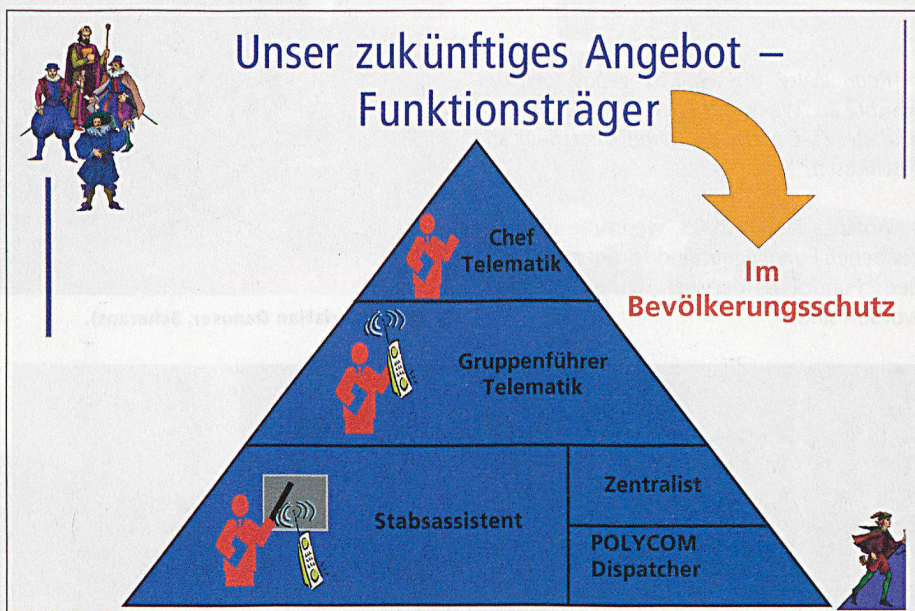 Unser zukünftiges Angebot –
Funktionsträger
Chef
Telematik
Im
Bevölkerungsschutz
Gruppenführer
Telematik
Stabsassistent
Zentralist
POLYCOM
Dispatcher